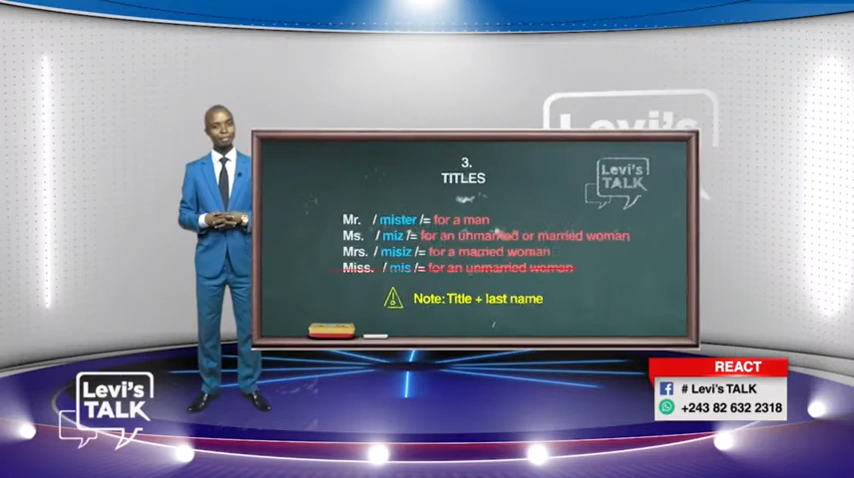 Levi's
3.
TITLES
Levi's
TALK
Mr. / mister /= for a man
Ms. / miz /= for an unmarried or married woman
Mrs. / misiz /= for a married woman
Miss. / mis /= for an unmarried woman
Note: Title + last name
REACT
# Levi's TALK
+243 82 632 2318
Levi's
TALK